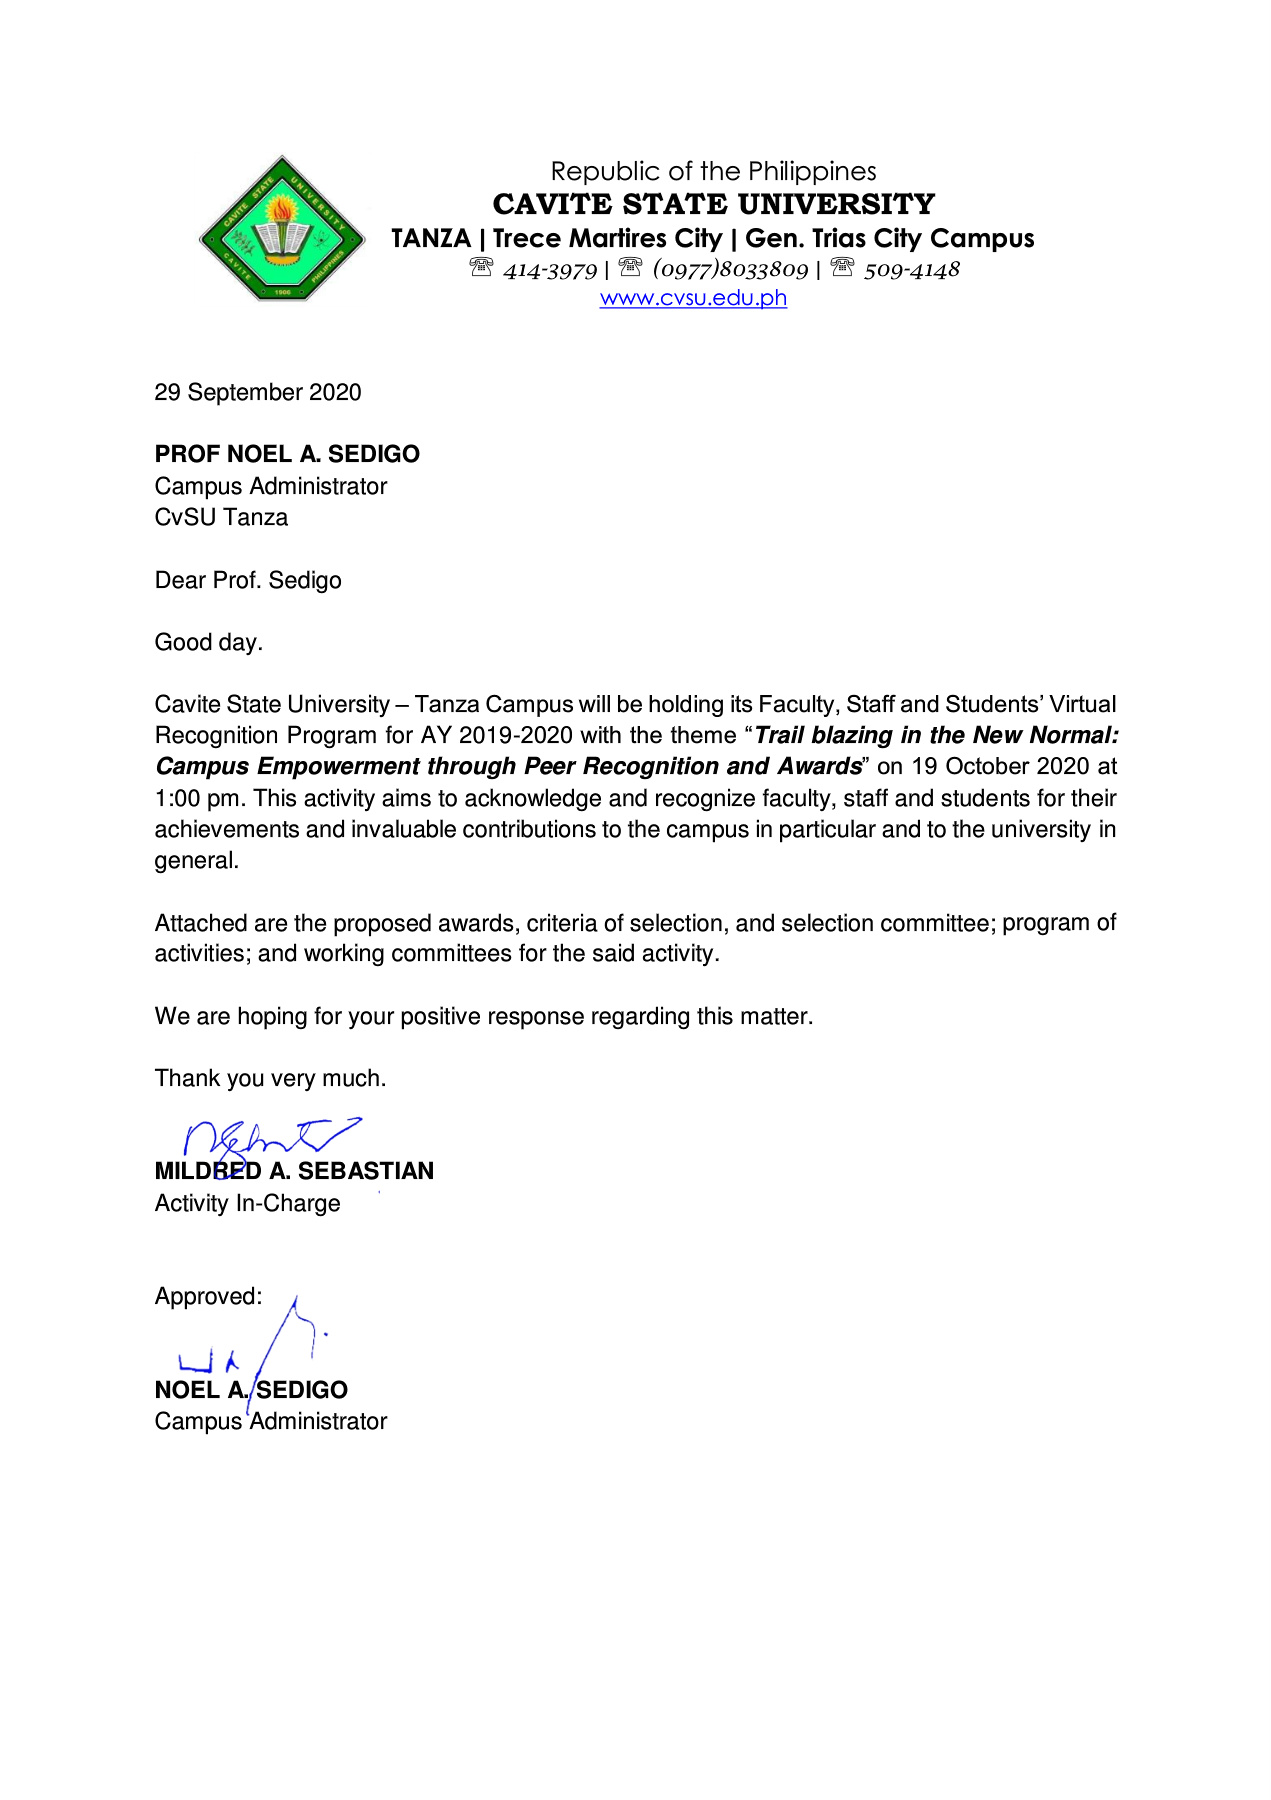 Republic of the Philippines
CAVITE STATE UNIVERSITY
TANZA | Trece Martires City | Gen. Trias City Campus
☏ 414-3979 | ☏ (0977)8033809 | ☏ 509-4148
www.cvsu.edu.ph
CAVITE STATE UNIVERSITY
CAVITE PHILIPPINES
1906
29 September 2020
PROF NOEL A. SEDIGO
Campus Administrator
CvSU Tanza
Dear Prof. Sedigo
Good day.
Cavite State University – Tanza Campus will be holding its Faculty, Staff and Students’ Virtual
Recognition Program for AY 2019-2020 with the theme “Trail blazing in the New Normal:
Campus Empowerment through Peer Recognition and Awards” on 19 October 2020 at
1:00 pm. This activity aims to acknowledge and recognize faculty, staff and students for their
achievements and invaluable contributions to the campus in particular and to the university in
general.
Attached are the proposed awards, criteria of selection, and selection committee; program of
activities; and working committees for the said activity.
We are hoping for your positive response regarding this matter.
Thank you very much.
MILDRED A. SEBASTIAN
Activity In-Charge
Approved:
NOEL A. SEDIGO
Campus Administrator